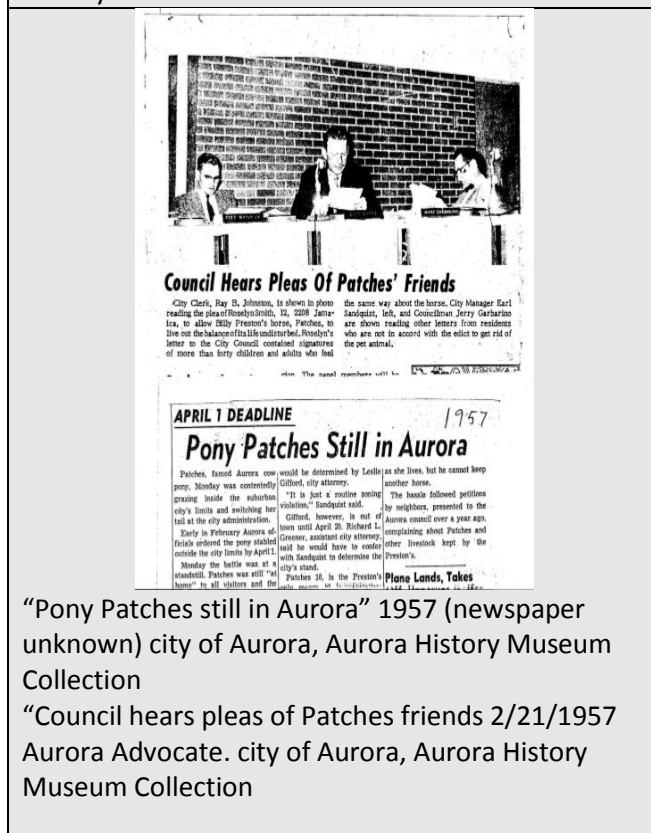 Council Hears Pleas Of Patches' Friends
City Clerk, Ray B. Johnston, is shown in photo
reading the plea of Roselyn Smith, 12, 2208 Jama-
ica, to allow Billy Preston's horse, Patches, to
live out the balance of its life undisturbed. Roselyn's
letter to the City Council contained signatures
of more than forty children and adults who feel
the same way about the horse. City Manager Earl
Sandquist, left, and Councilman Jerry Garbarino
are shown reading other letters from residents
who are not in accord with the edict to get rid of
the pet animal.
The panel members will be
APRIL 1 DEADLINE
1957
Pony Patches Still in Aurora
Patches, famed Aurora cow
pony, Monday was contentedly
grazing inside the suburban
city's limits and switching her
tail at the city administration.
Early in February Aurora of-
ficials ordered the pony stabled
outside the city limits by April 1.
Monday the battle was at a
standstill. Patches was still "at
home" to all visitors and the
would be determined by Leslie
Gifford, city attorney.
"It is just a routine zoning
violation," Sandquist said.
Gifford, however, is out of
town until April 20. Richard L.
Greener, assistant city attorney,
said he would have to confer
with Sandquist to determine the
city's stand.
Patches 10, is the Preston's
as she lives, but he cannot keep
another horse.
The hassle followed petitions
by neighbors, presented to the
Aurora council over a year ago,
complaining about Patches and
other livestock kept by the
Preston's.
Plane Lands, Takes
“Pony Patches still in Aurora” 1957 (newspaper
unknown) city of Aurora, Aurora History Museum
Collection
“Council hears pleas of Patches friends 2/21/1957
Aurora Advocate. city of Aurora, Aurora History
Museum Collection